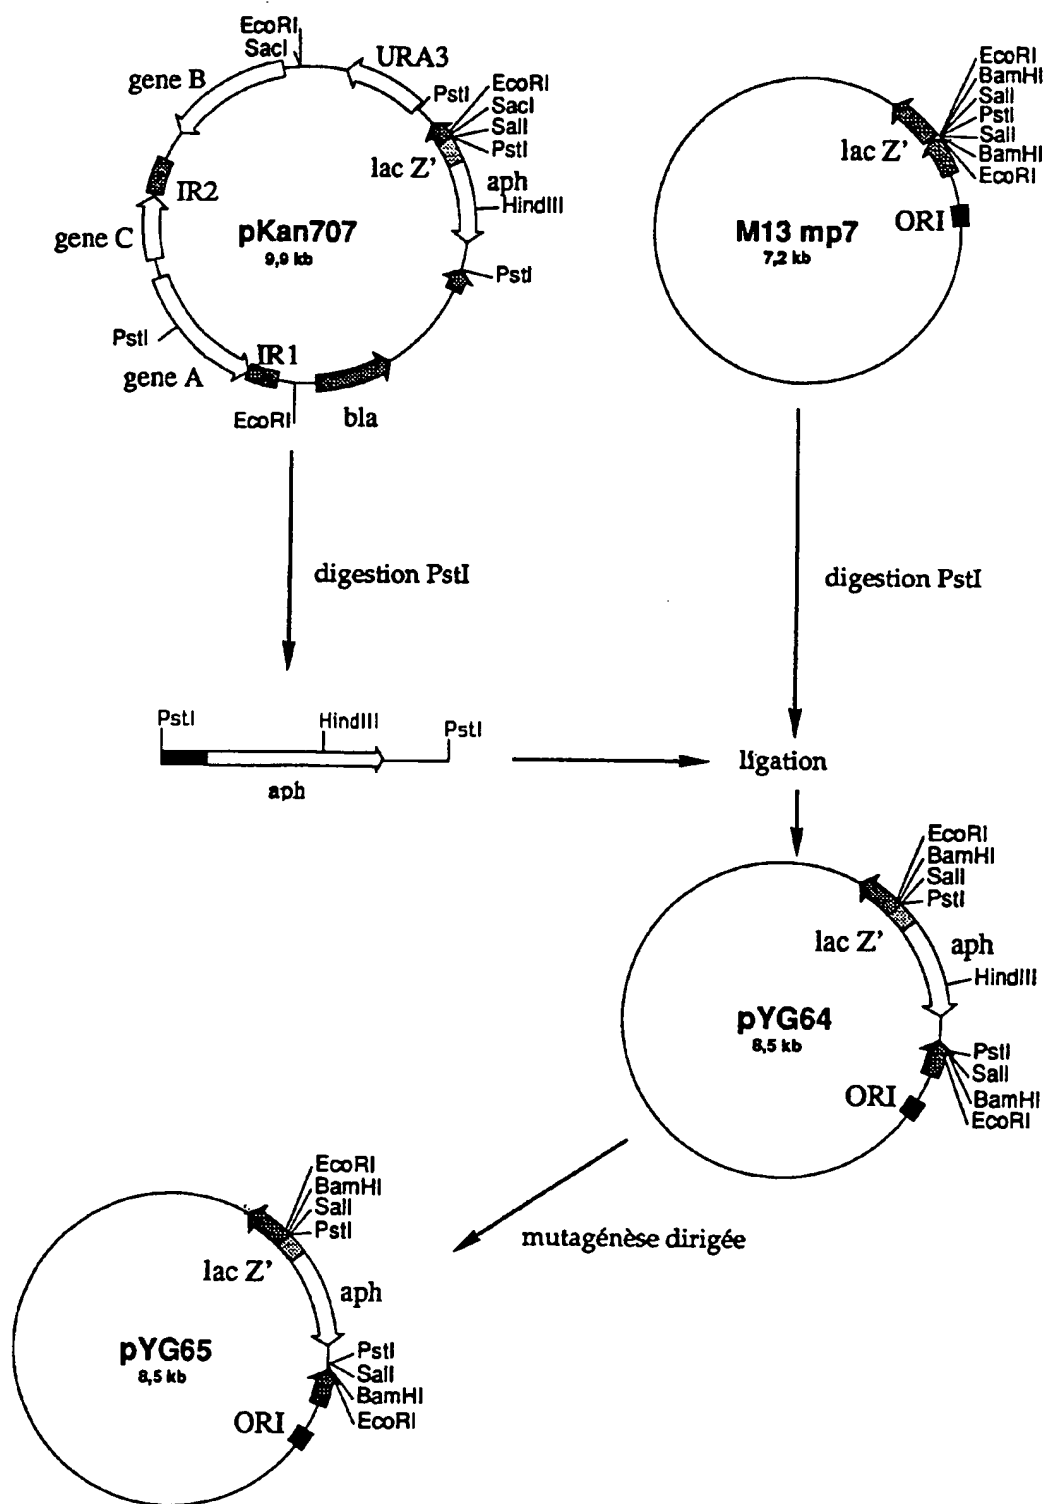 EcoRI
SacI
URA3
gene B
PstI
EcoRI
SacI
SalI
PstI
lac Z'
aph
HindIII
IR2
gene C
pKan707
9,9 kb
PstI
PstI
gene A
IR1
EcoRI
bla
EcoRI
BamHI
SalI
PstI
SalI
BamHI
EcoRI
lac Z'
ORI
M13 mp7
7,2 kb
digestion PstI
digestion PstI
PstI
HindIII
PstI
aph
ligation
EcoRI
BamHI
SalI
PstI
lac Z'
aph
HindIII
pYG64
8,5 kb
PstI
SalI
BamHI
EcoRI
ORI
mutagénèse dirigée
EcoRI
BamHI
SalI
PstI
lac Z'
aph
pYG65
8,5 kb
PstI
SalI
BamHI
EcoRI
ORI